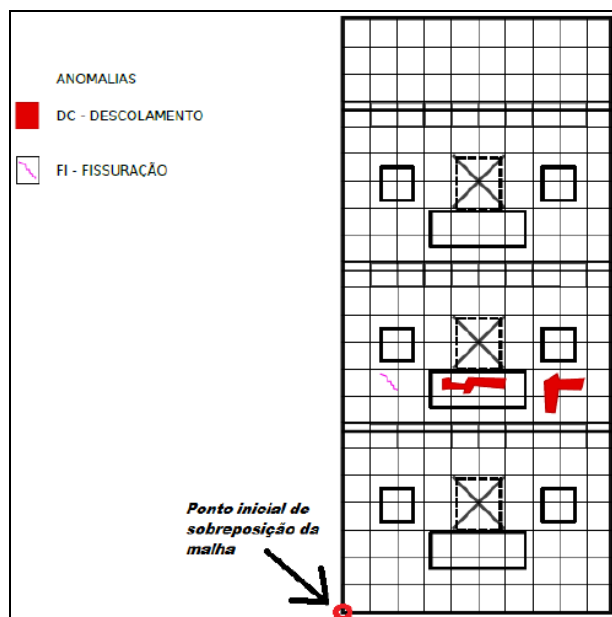 ANOMALIAS
DC - DESCOLAMENTO
FI - FISSURAÇÃO
Ponto inicial de
sobreposição da
malha